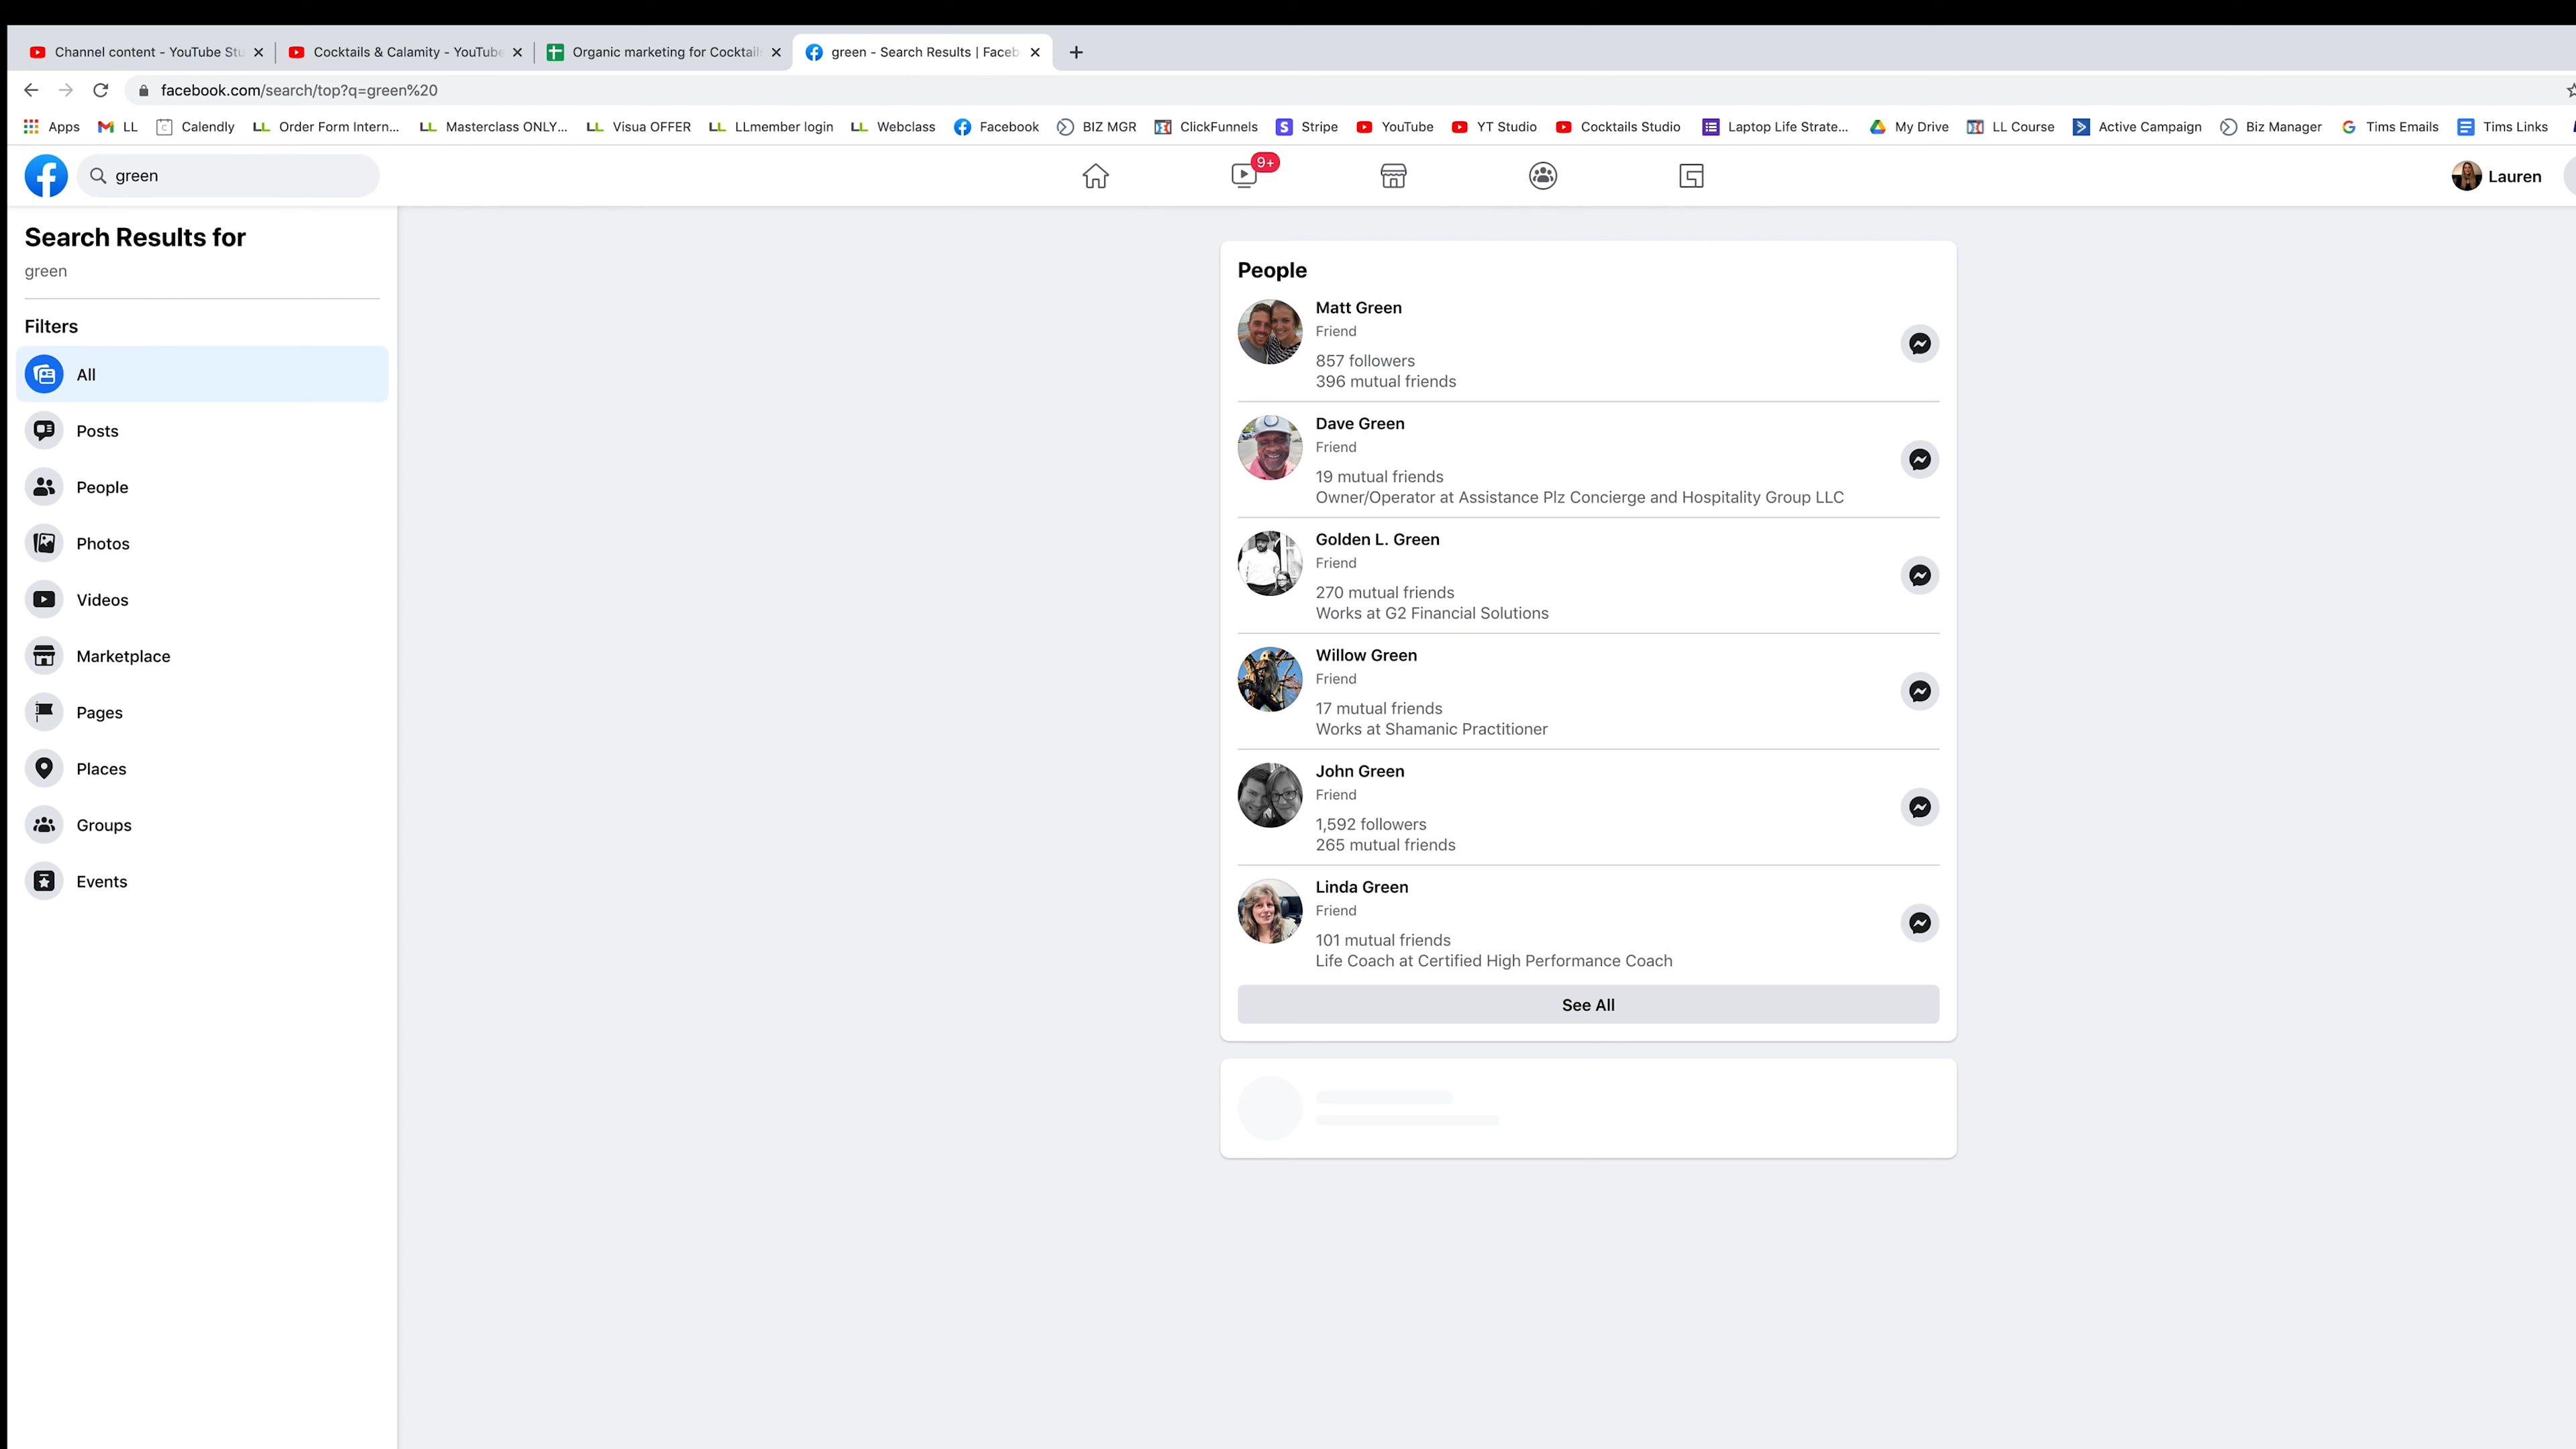 Channel content - YouTube Stu
Cocktails & Calamity - YouTube
Organic marketing for Cocktail
green - Search Results | Faceb
facebook.com/search/top?q=green%20
Apps LL Calendly LL Order Form Intern... LL Masterclass ONLY... LL Visua OFFER LL LLmember login LL Webclass Facebook BIZ MGR ClickFunnels S Stripe YouTube YT Studio Cocktails Studio Laptop Life Strate... My Drive LL Course Active Campaign Biz Manager Tims Emails Tims Links
green
9+
Lauren
Search Results for
green
Filters
All
Posts
People
Photos
Videos
Marketplace
Pages
Places
Groups
Events
People
Matt Green
Friend
857 followers
396 mutual friends
Dave Green
Friend
19 mutual friends
Owner/Operator at Assistance Plz Concierge and Hospitality Group LLC
Golden L. Green
Friend
270 mutual friends
Works at G2 Financial Solutions
Willow Green
Friend
17 mutual friends
Works at Shamanic Practitioner
John Green
Friend
1,592 followers
265 mutual friends
Linda Green
Friend
101 mutual friends
Life Coach at Certified High Performance Coach
See All